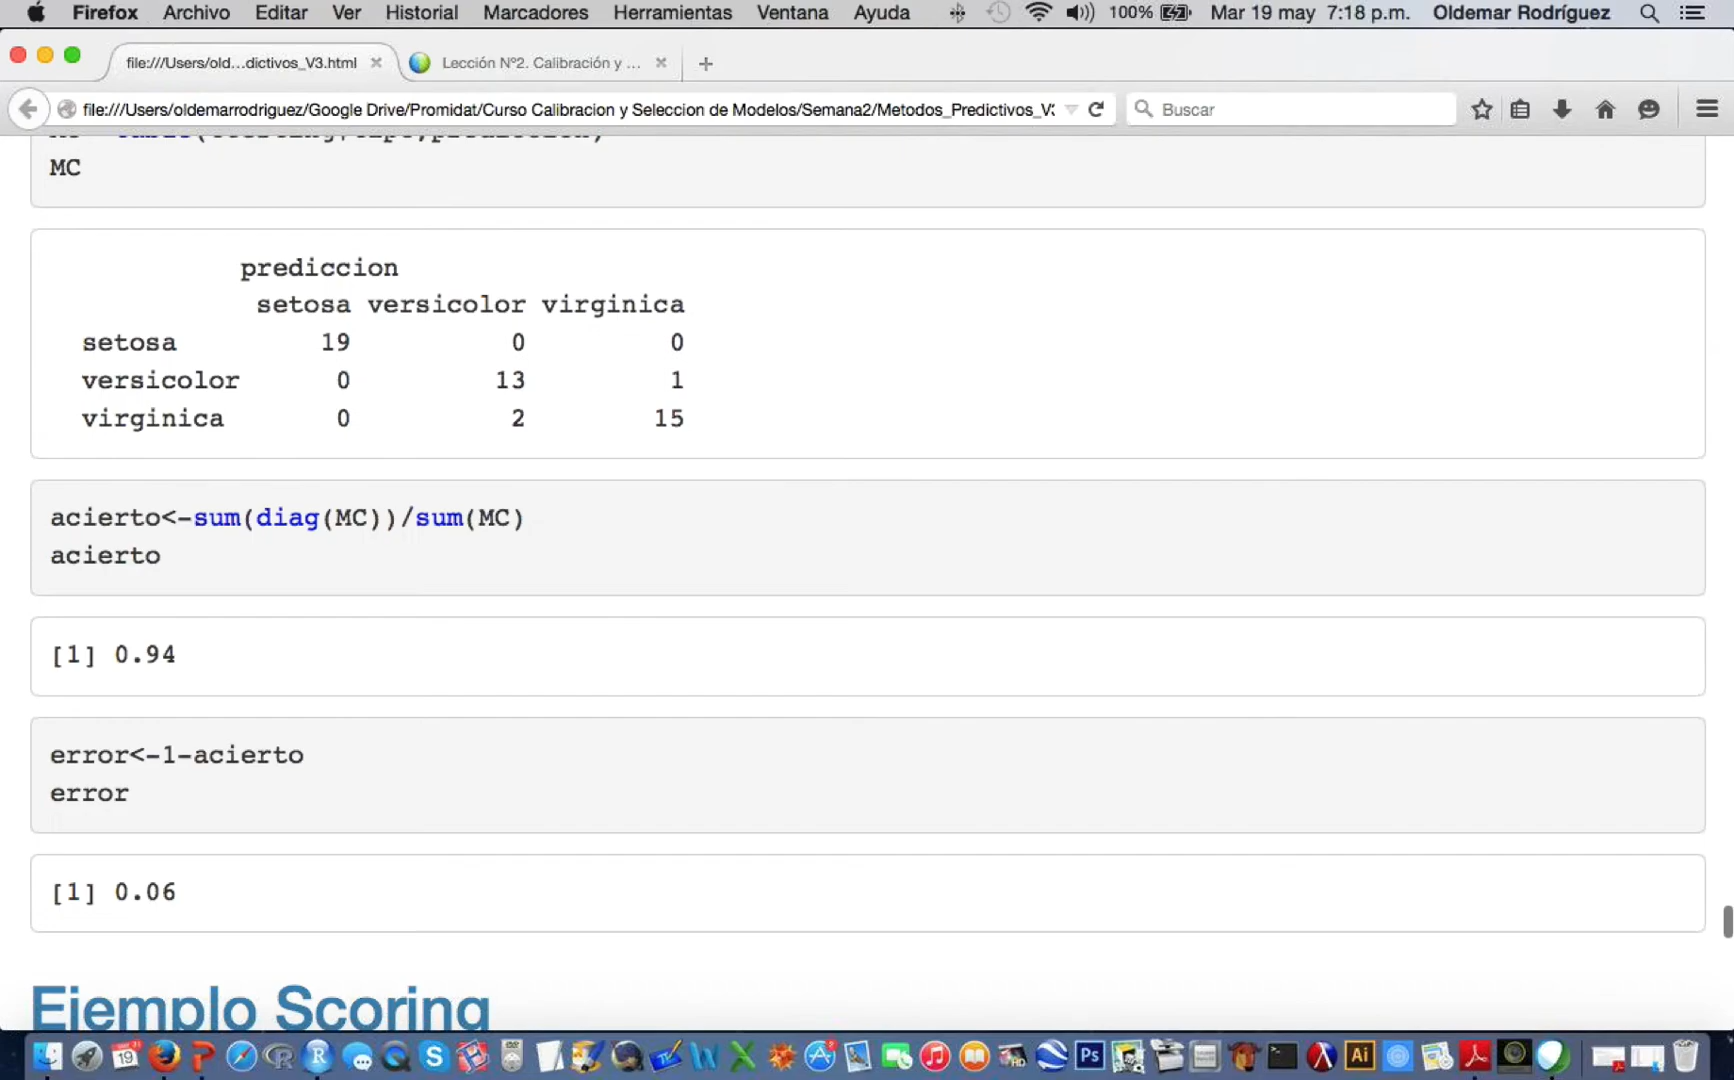 Firefox Archivo Editar Ver Historial Marcadores Herramientas Ventana Ayuda 100% Mar 19 may 7:18 p.m. Oldemar Rodríguez
file:///Users/old...dictivos_V3.html Lección Nº2. Calibración y ...
file:///Users/oldemarrodriguez/Google Drive/Promidat/Curso Calibracion y Seleccion de Modelos/Semana2/Metodos_Predictivos_V Buscar
MC
prediccion
setosa versicolor virginica
setosa 19 0 0
versicolor 0 13 1
virginica 0 2 15
acierto<-sum(diag(MC))/sum(MC)
acierto
[1] 0.94
error<-1-acierto
error
[1] 0.06
Ejemplo Scoring